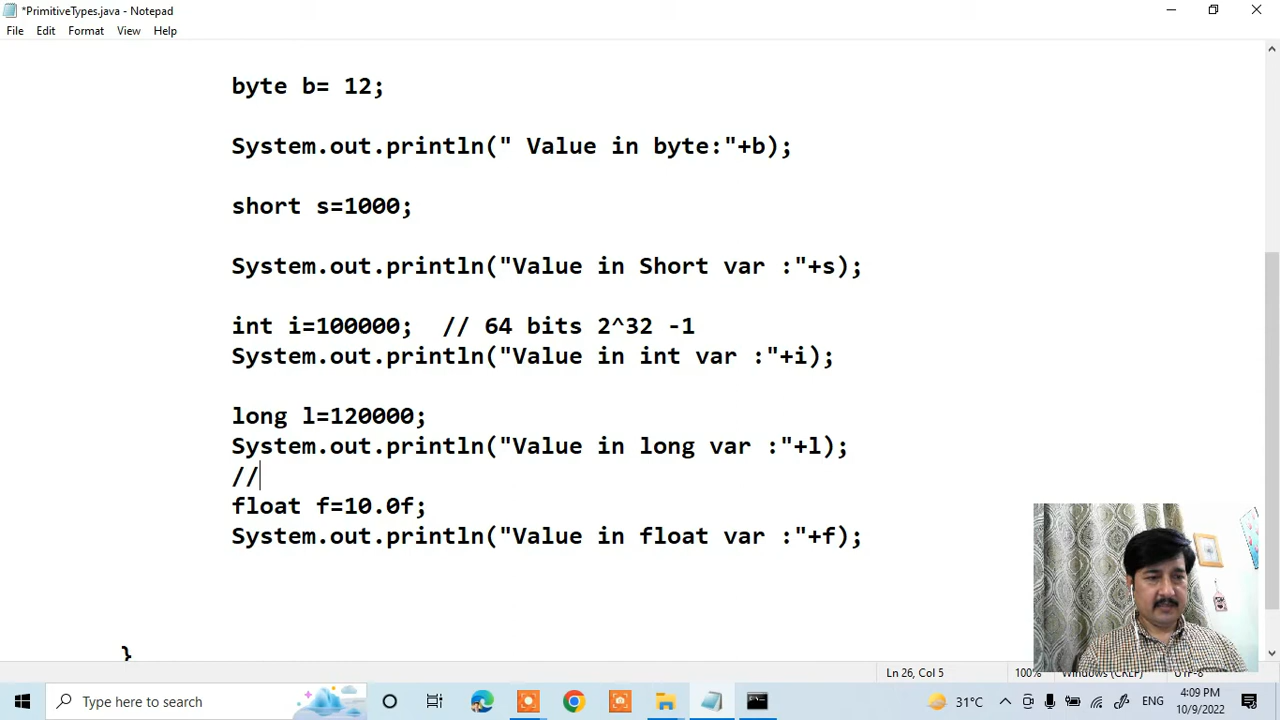 *PrimitiveTypes.java - Notepad
File Edit Format View Help
byte b= 12;
System.out.println(" Value in byte:"+b);
short s=1000;
System.out.println("Value in Short var :"+s);
int i=100000;  // 64 bits 2^32 -1
System.out.println("Value in int var :"+i);
long l=120000;
System.out.println("Value in long var :"+l);
//
float f=10.0f;
System.out.println("Value in float var :"+f);
}
Ln 26, Col 5 100% Windows (CRLF) UTF-8
Type here to search 31°C ENG 4:09 PM
10/9/2022